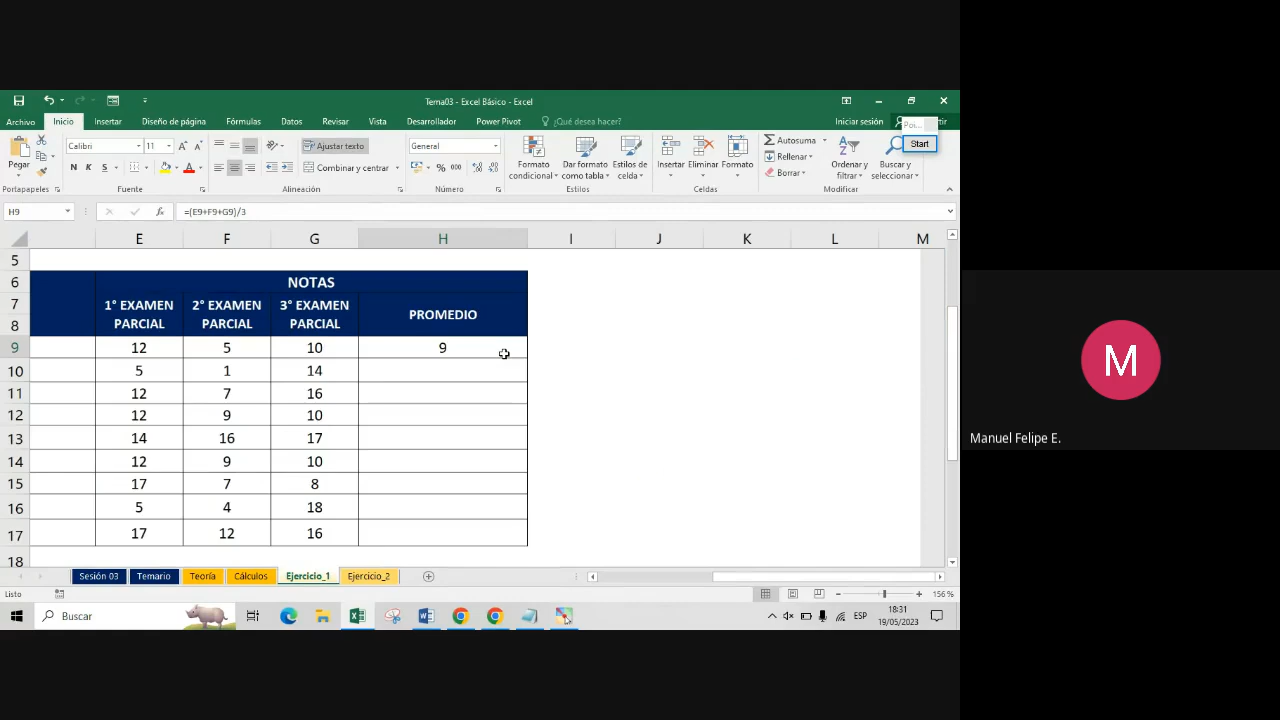 Tema03 - Excel Básico - Excel
Archivo Inicio Insertar Diseño de página Fórmulas Datos Revisar Vista Desarrollador Power Pivot ¿Qué desea hacer? Iniciar sesión
Start
Pegar
Calibri 11
N K S
Ajustar texto
Combinar y centrar
General
% 000
Formato condicional
Dar formato como tabla
Estilos de celda
Insertar
Eliminar
Formato
Autosuma
Rellenar
Borrar
Ordenar y filtrar
Buscar y seleccionar
Portapapeles Fuente Alineación Número Estilos Celdas Modificar
H9 fx =(E9+F9+G9)/3
E F G H I J K L M
5
6 NOTAS
7 1° EXAMEN 2° EXAMEN 3° EXAMEN PROMEDIO
8 PARCIAL PARCIAL PARCIAL
9 12 5 10 9
10 5 1 14
11 12 7 16
12 12 9 10
13 14 16 17
14 12 9 10
15 17 7 8
16 5 4 18
17 17 12 16
18
Sesión 03 Temario Teoría Cálculos Ejercicio_1 Ejercicio_2
Listo 156 %
Buscar
ESP
18:31
19/05/2023
M
Manuel Felipe E.